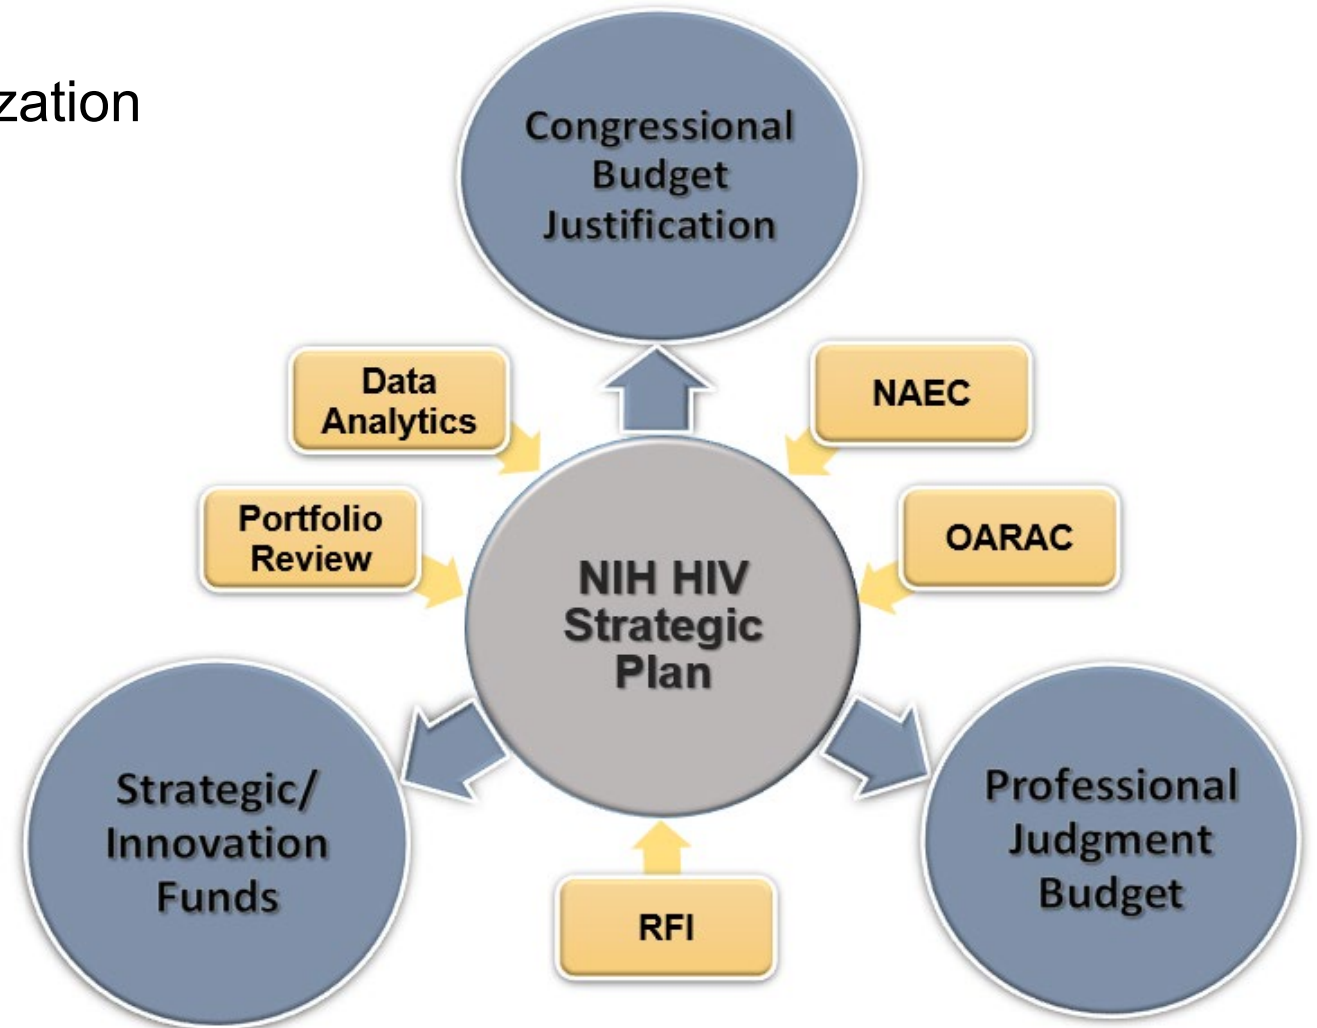 zation
Congressional
Budget
Justification
Data
Analytics
NAEC
Portfolio
Review
OARAC
NIH HIV
Strategic
Plan
Strategic/
Innovation
Funds
Professional
Judgment
Budget
RFI